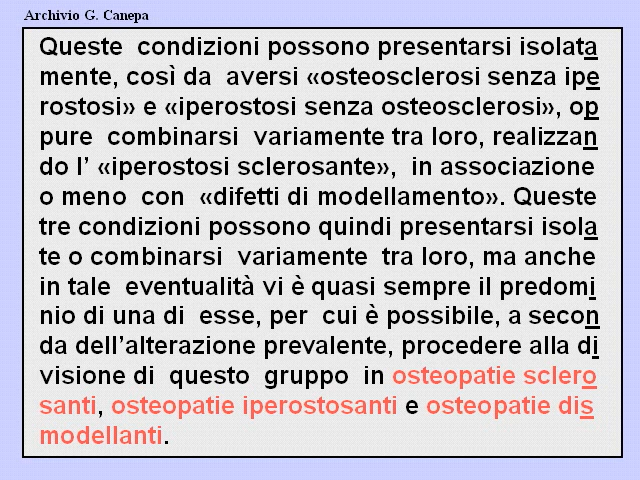 Archivio G. Canepa
Queste condizioni possono presentarsi isolata
mente, così da aversi «osteosclerosi senza ipe
rostosi» e «iperostosi senza osteosclerosi», op
pure combinarsi variamente tra loro, realizzan
do l’ «iperostosi sclerosante», in associazione
o meno con «difetti di modellamento». Queste
tre condizioni possono quindi presentarsi isola
te o combinarsi variamente tra loro, ma anche
in tale eventualità vi è quasi sempre il predomi
nio di una di esse, per cui è possibile, a secon
da dell’alterazione prevalente, procedere alla di
visione di questo gruppo in osteopatie sclero
santi, osteopatie iperostosanti e osteopatie dis
modellanti.